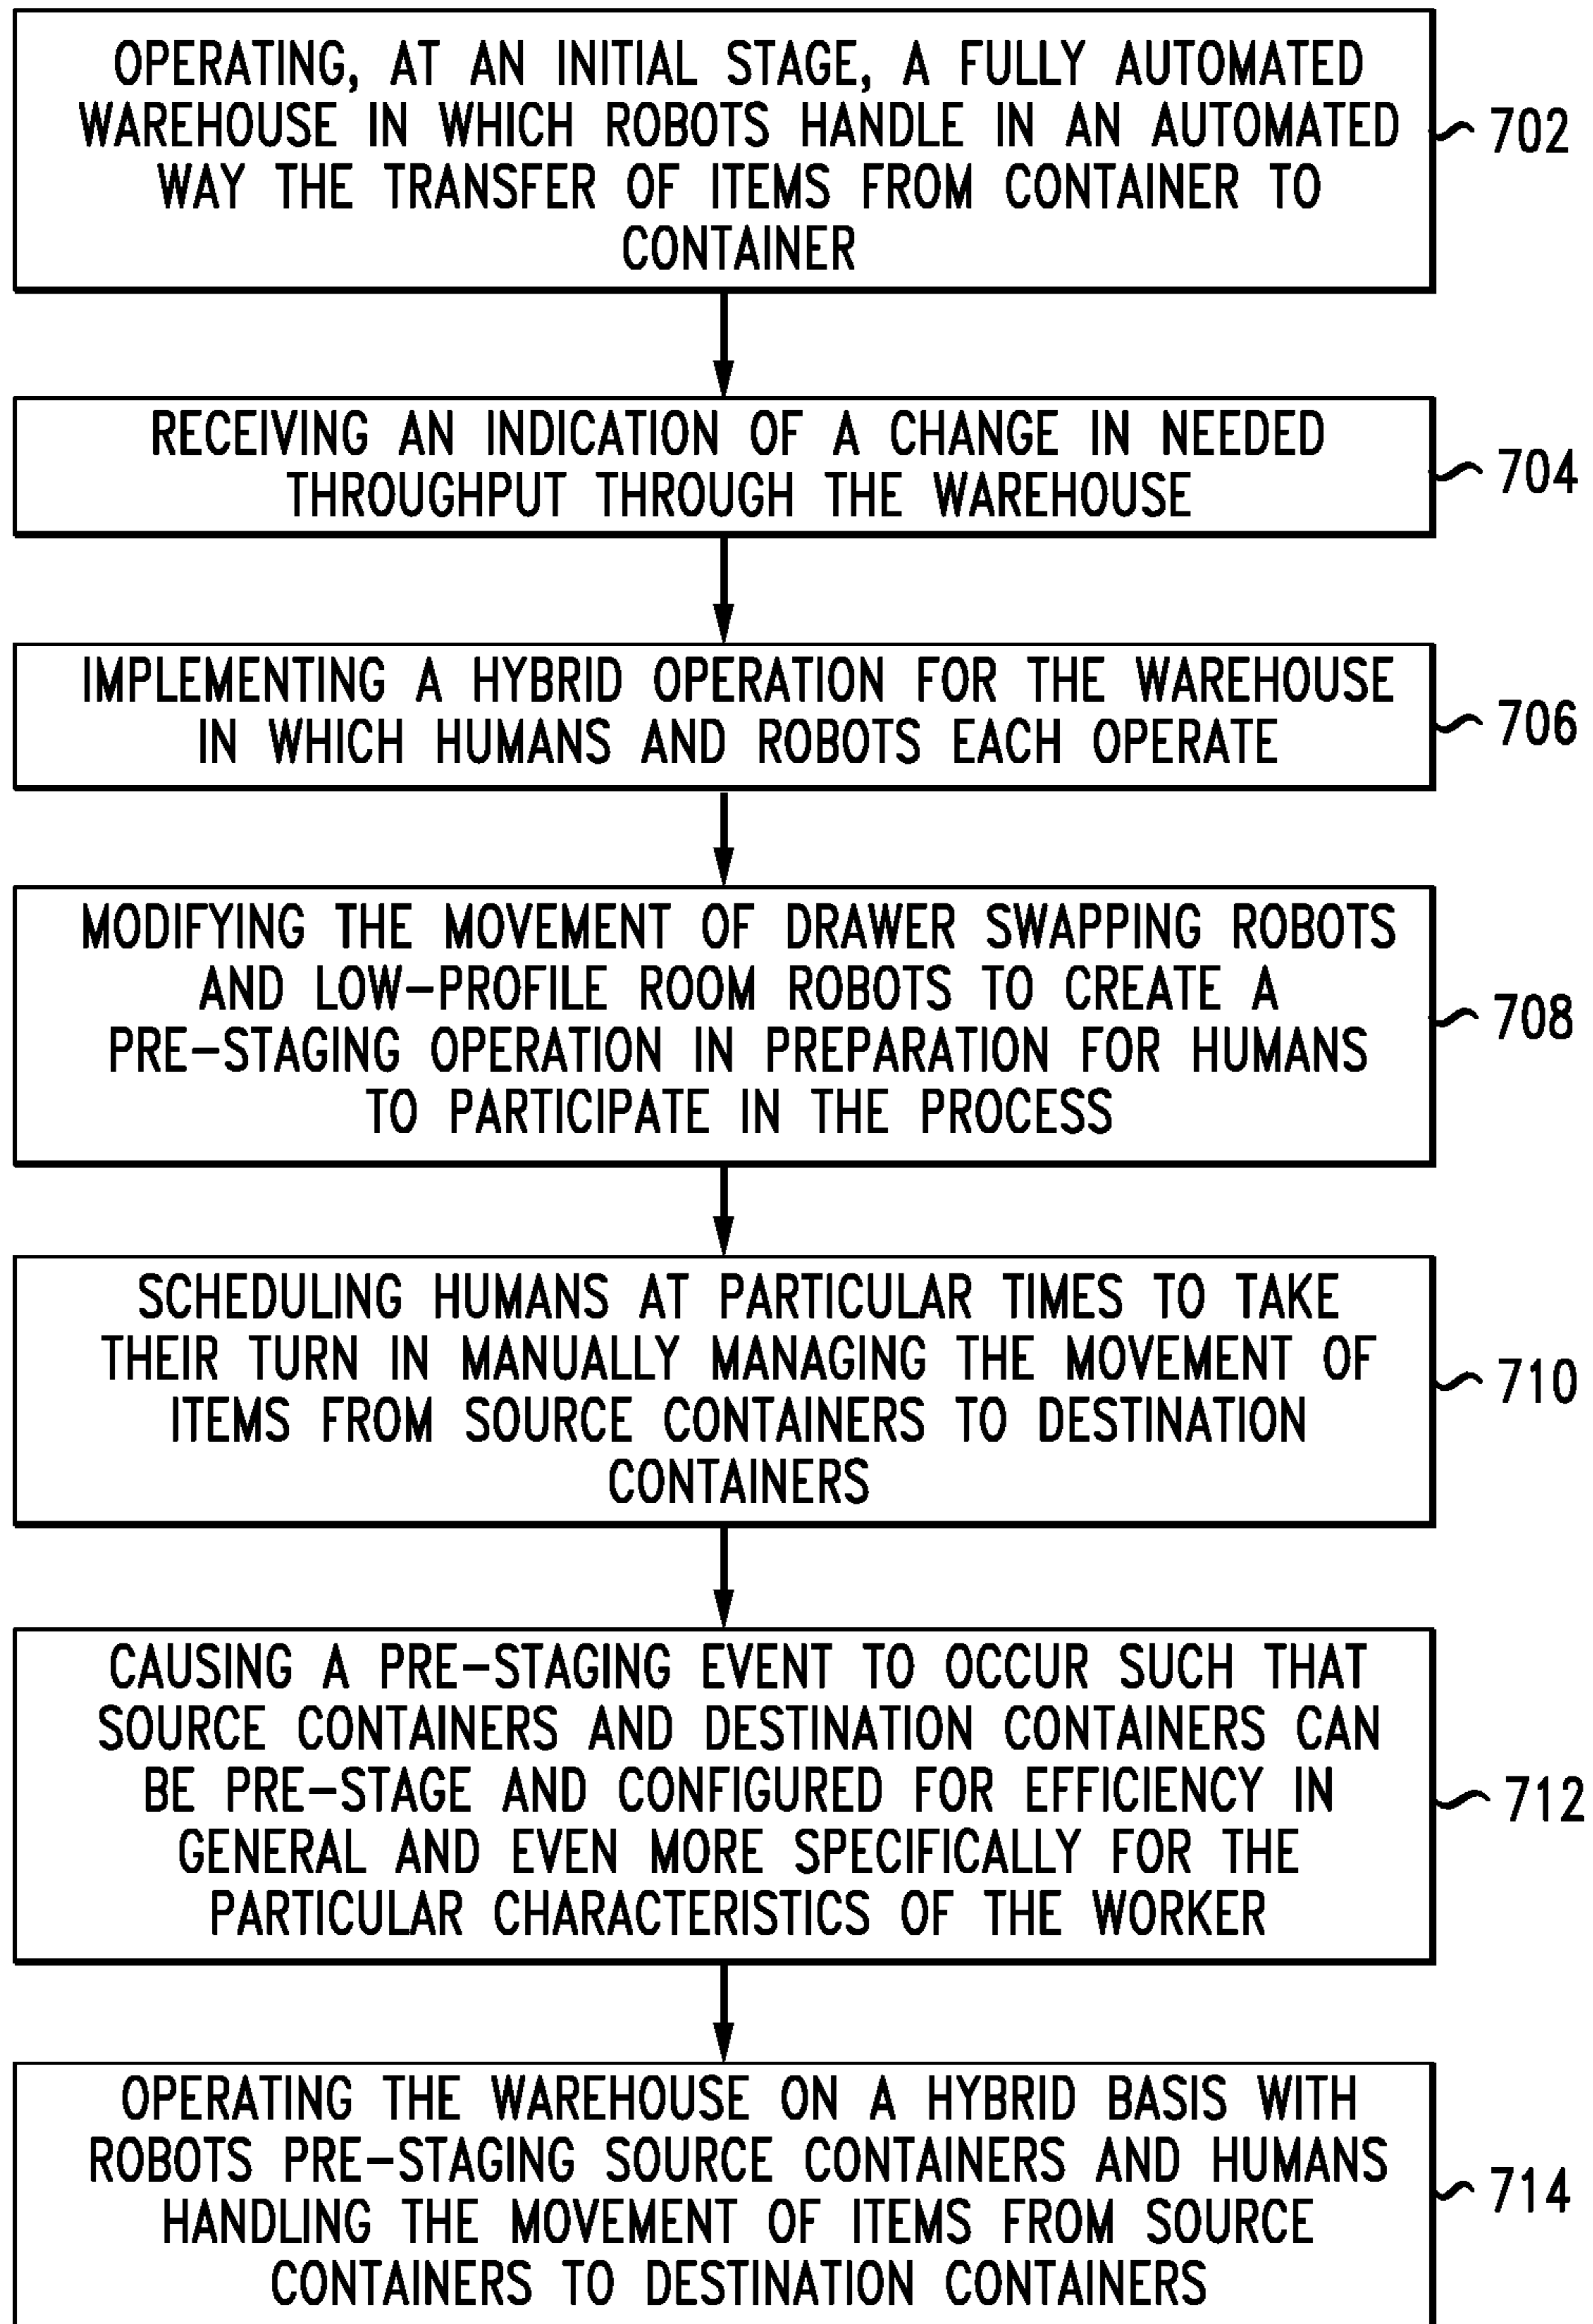 OPERATING, AT AN INITIAL STAGE, A FULLY AUTOMATED
WAREHOUSE IN WHICH ROBOTS HANDLE IN AN AUTOMATED
WAY THE TRANSFER OF ITEMS FROM CONTAINER TO
CONTAINER
702
RECEIVING AN INDICATION OF A CHANGE IN NEEDED
THROUGHPUT THROUGH THE WAREHOUSE
704
IMPLEMENTING A HYBRID OPERATION FOR THE WAREHOUSE
IN WHICH HUMANS AND ROBOTS EACH OPERATE
706
MODIFYING THE MOVEMENT OF DRAWER SWAPPING ROBOTS
AND LOW-PROFILE ROOM ROBOTS TO CREATE A
PRE-STAGING OPERATION IN PREPARATION FOR HUMANS
TO PARTICIPATE IN THE PROCESS
708
SCHEDULING HUMANS AT PARTICULAR TIMES TO TAKE
THEIR TURN IN MANUALLY MANAGING THE MOVEMENT OF
ITEMS FROM SOURCE CONTAINERS TO DESTINATION
CONTAINERS
710
CAUSING A PRE-STAGING EVENT TO OCCUR SUCH THAT
SOURCE CONTAINERS AND DESTINATION CONTAINERS CAN
BE PRE-STAGE AND CONFIGURED FOR EFFICIENCY IN
GENERAL AND EVEN MORE SPECIFICALLY FOR THE
PARTICULAR CHARACTERISTICS OF THE WORKER
712
OPERATING THE WAREHOUSE ON A HYBRID BASIS WITH
ROBOTS PRE-STAGING SOURCE CONTAINERS AND HUMANS
HANDLING THE MOVEMENT OF ITEMS FROM SOURCE
CONTAINERS TO DESTINATION CONTAINERS
714